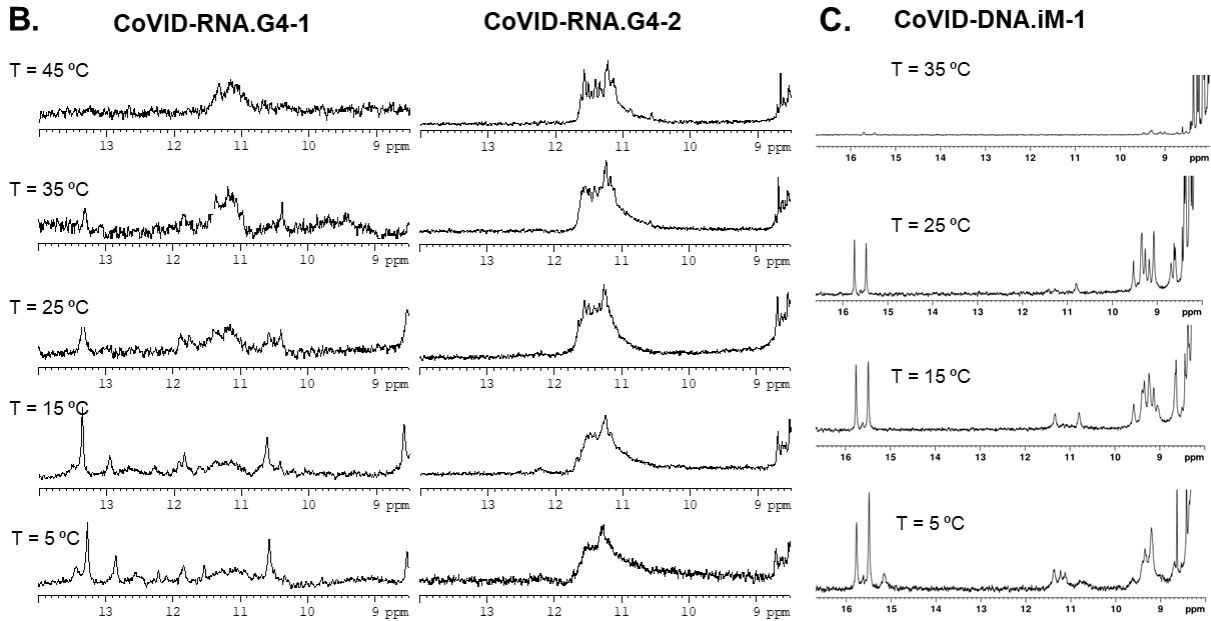 B. CoVID-RNA.G4-1 CoVID-RNA.G4-2
T = 45 ºC
13 12 11 10 9 ppm 13 12 11 10 9 ppm
T = 35 ºC
13 12 11 10 9 ppm 13 12 11 10 9 ppm
T = 25 ºC
13 12 11 10 9 ppm 13 12 11 10 9 ppm
T = 15 ºC
13 12 11 10 9 ppm 13 12 11 10 9 ppm
T = 5 ºC
13 12 11 10 9 ppm 13 12 11 10 9 ppm
C. CoVID-DNA.iM-1
T = 35 ºC
16 15 14 13 12 11 10 9 ppm
T = 25 ºC
16 15 14 13 12 11 10 9 ppm
T = 15 ºC
16 15 14 13 12 11 10 9 ppm
T = 5 ºC
16 15 14 13 12 11 10 9 ppm